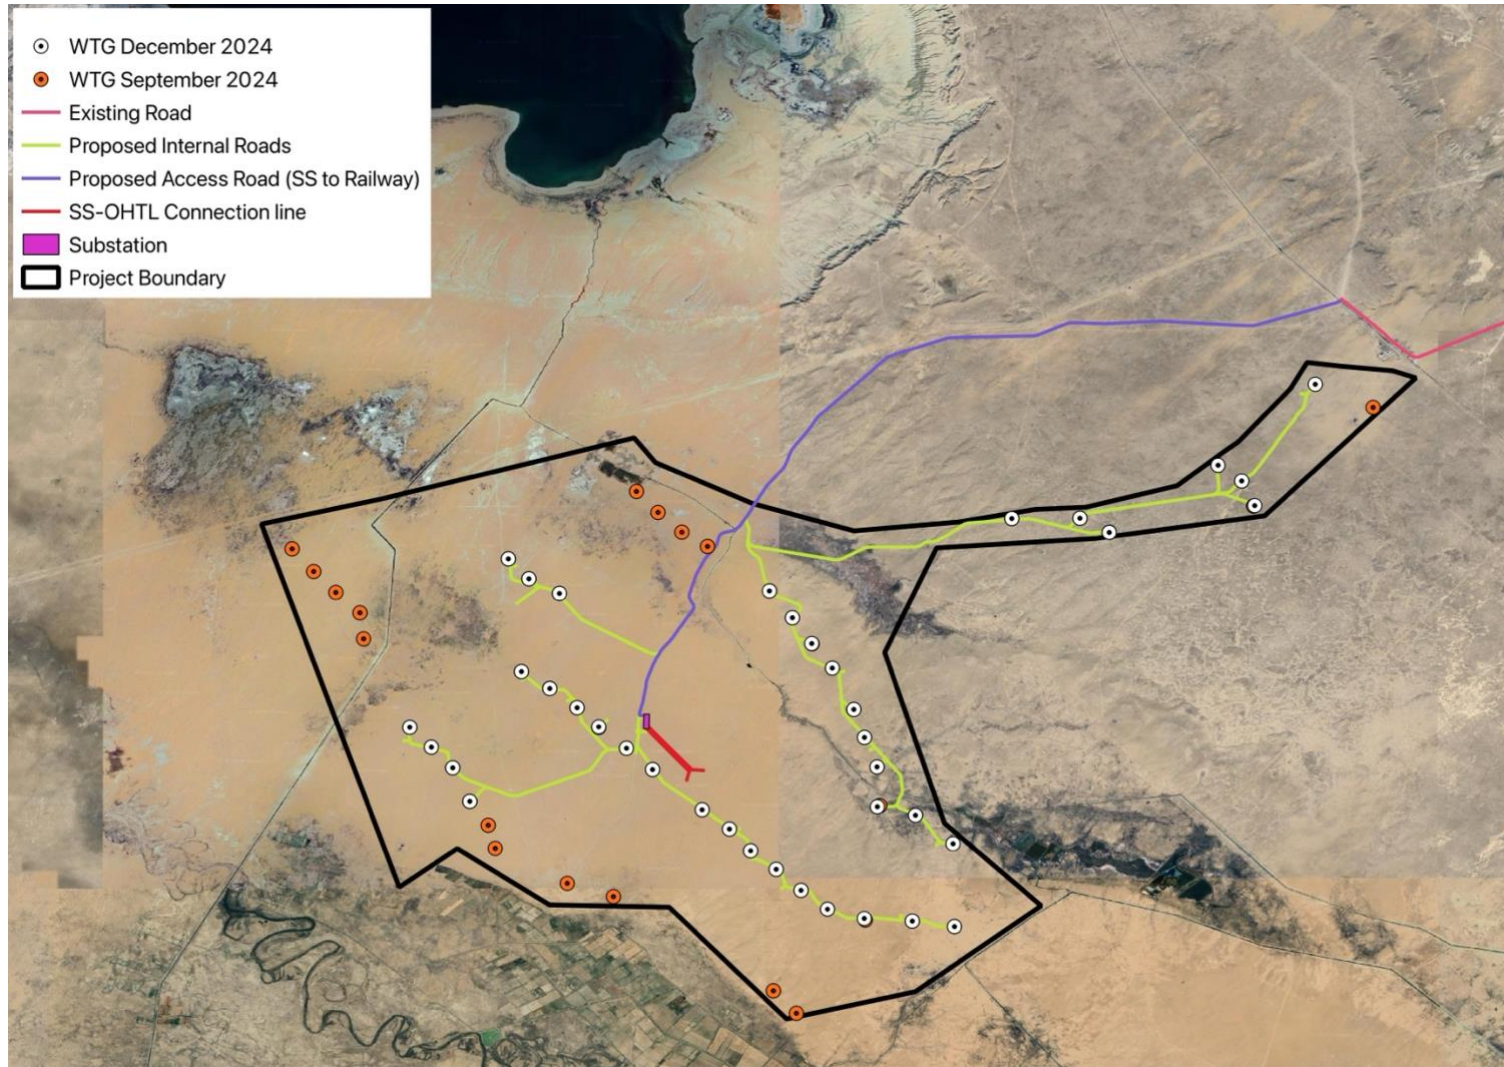 WTG December 2024
WTG September 2024
Existing Road
Proposed Internal Roads
Proposed Access Road (SS to Railway)
SS-OHTL Connection line
Substation
Project Boundary